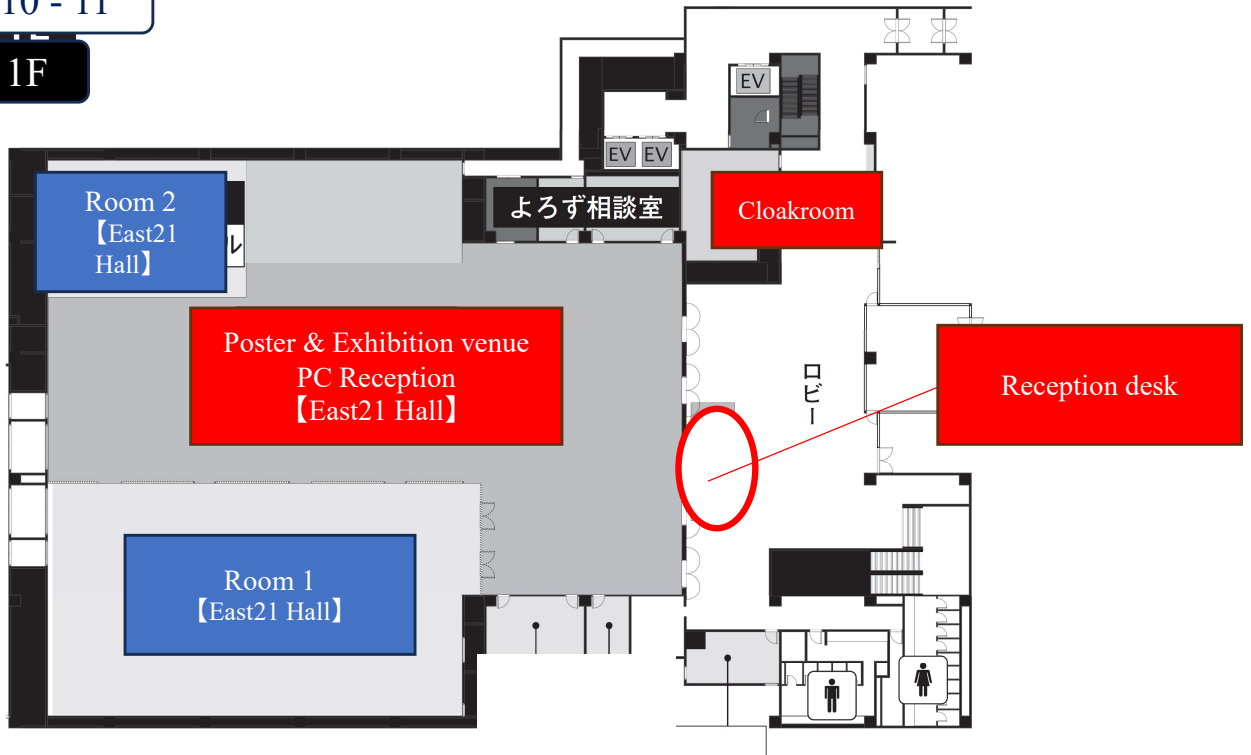 10 - 11
1F
EV
EV EV
よろず相談室
Cloakroom
Room 2
【East21
Hall】
ル
Poster & Exhibition venue
PC Reception
【East21 Hall】
ロビー
Reception desk
Room 1
【East21 Hall】